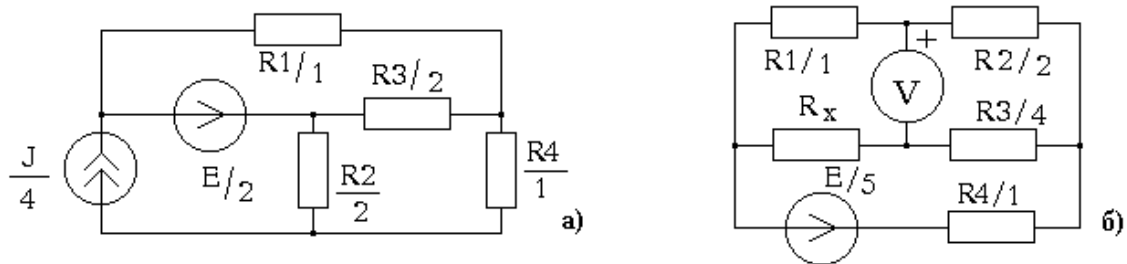 R1/1
R3/2
J
4
E/2
R2
2
R4
1
а)
R1/1
+
R2/2
V
Rx
R3/4
E/5
R4/1
б)